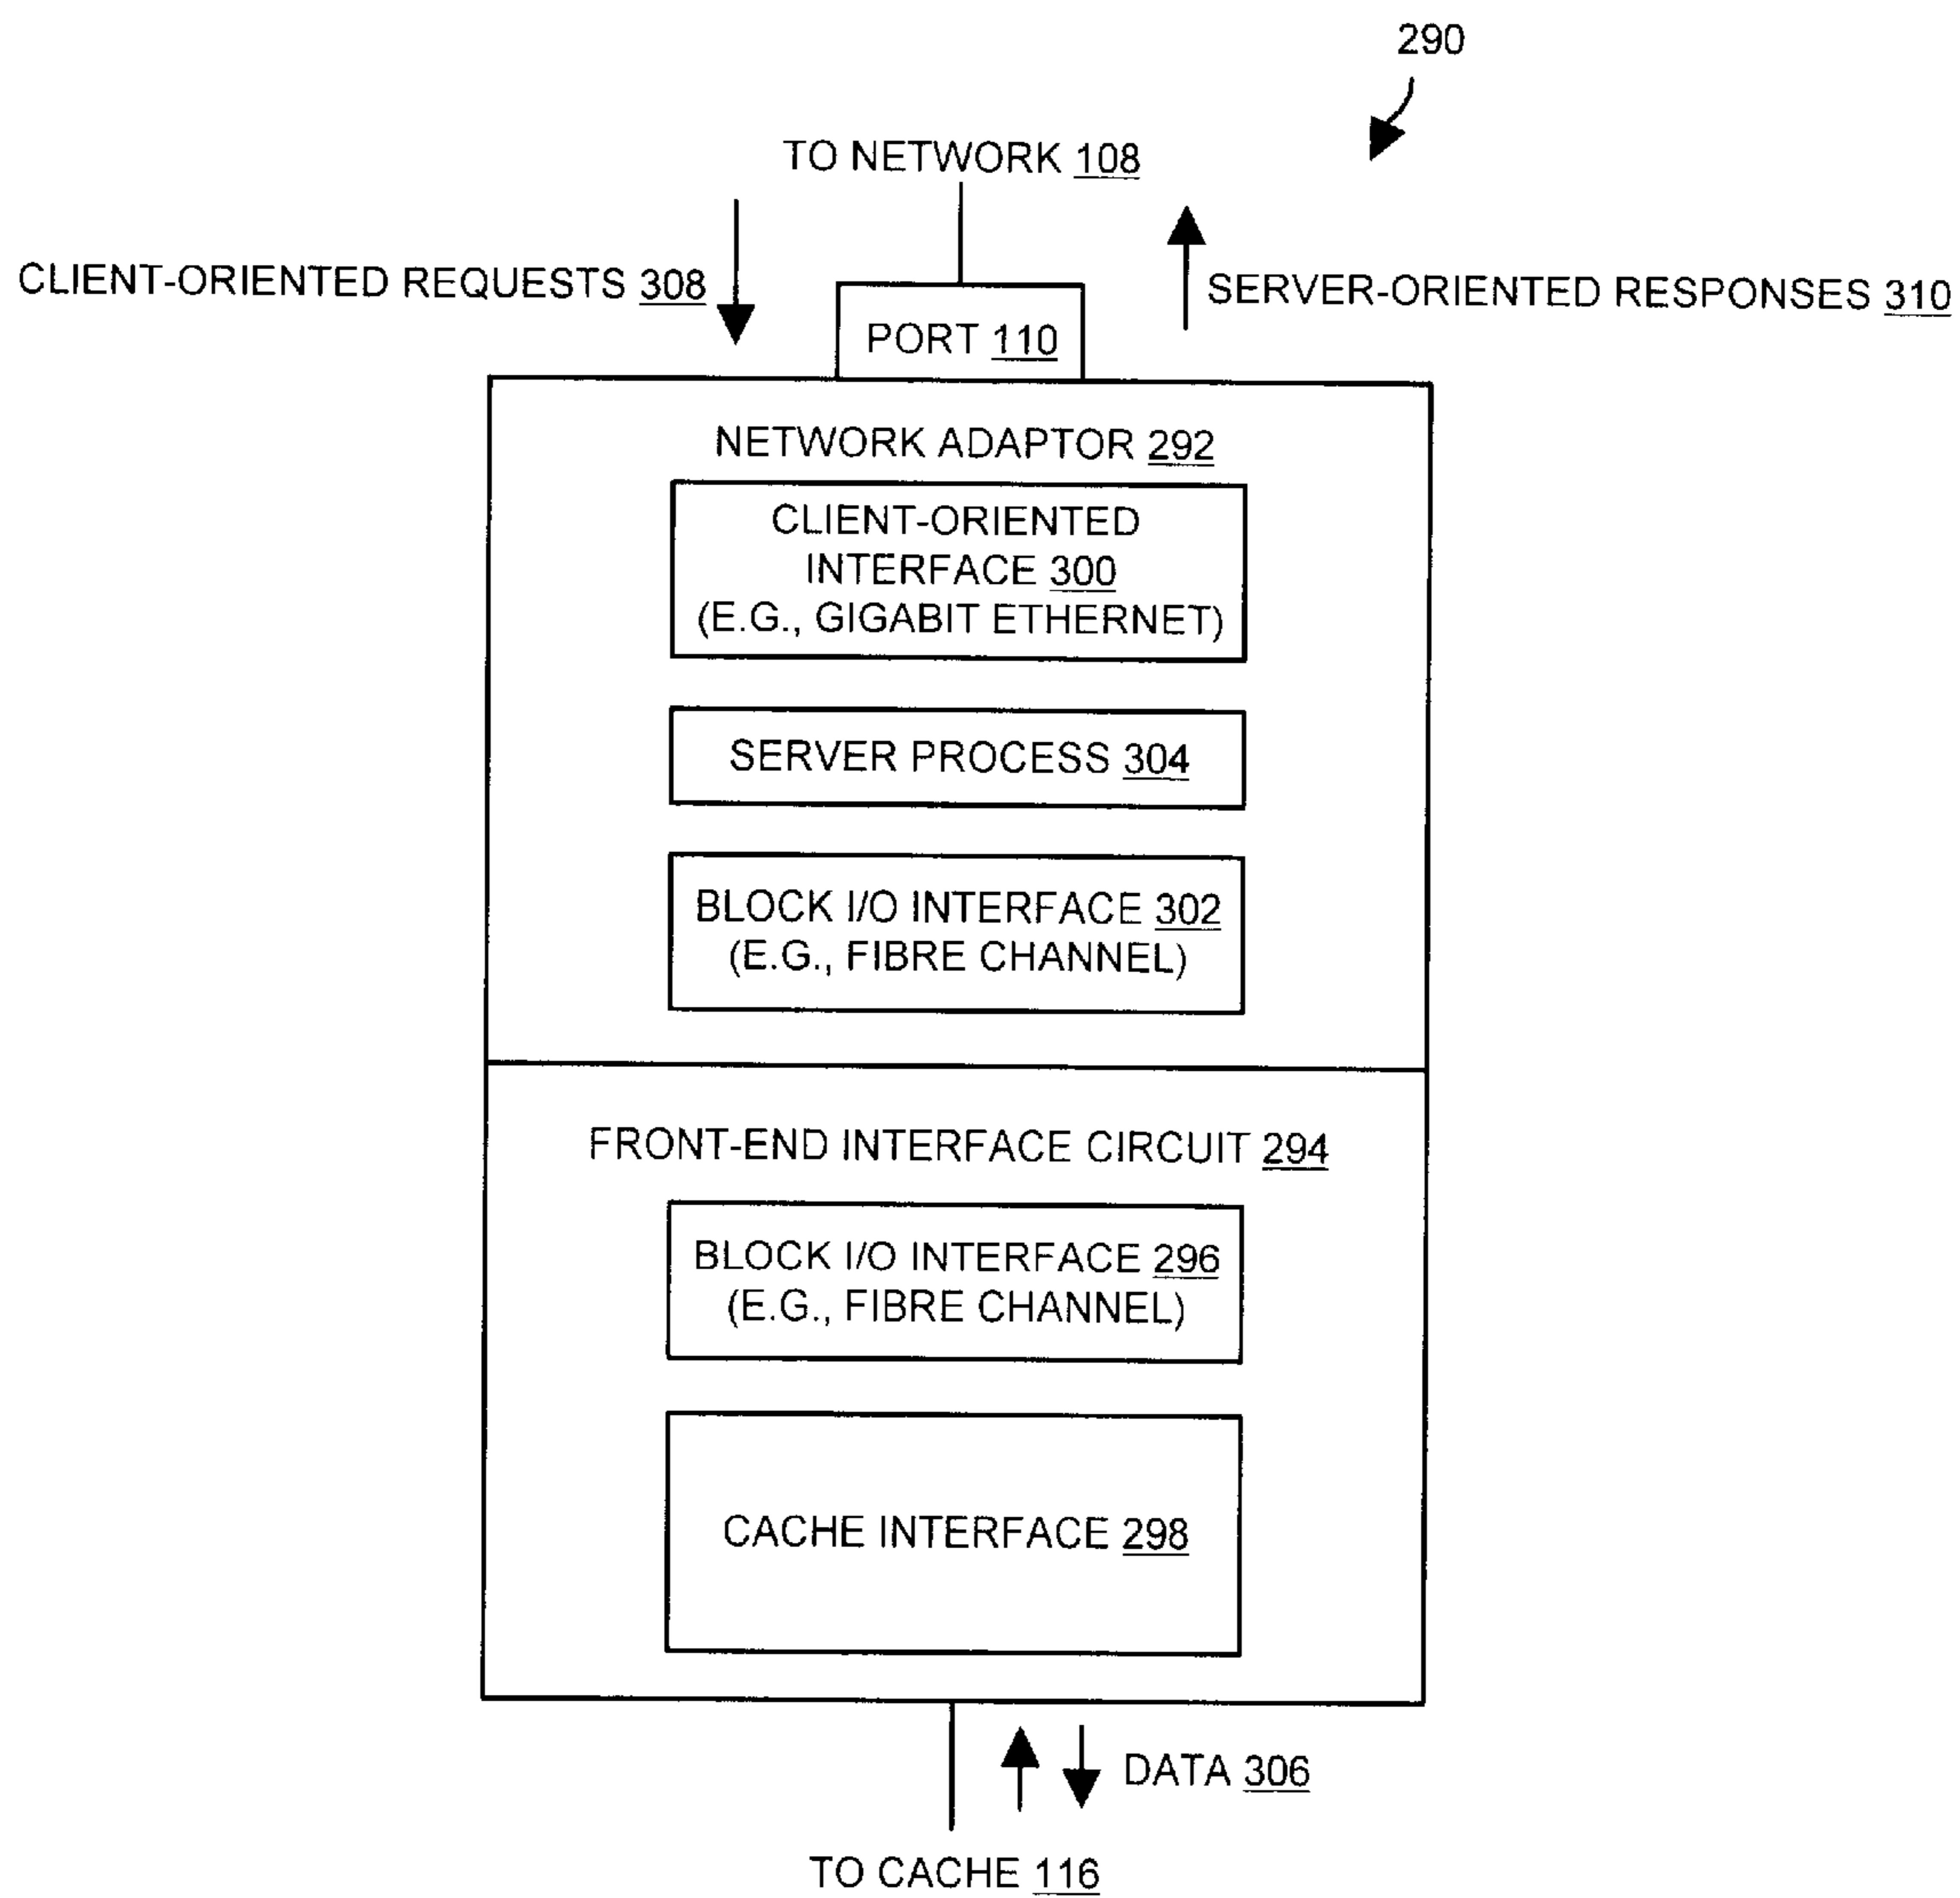 290
TO NETWORK 108
CLIENT-ORIENTED REQUESTS 308
SERVER-ORIENTED RESPONSES 310
PORT 110
NETWORK ADAPTOR 292
CLIENT-ORIENTED
INTERFACE 300
(E.G., GIGABIT ETHERNET)
SERVER PROCESS 304
BLOCK I/O INTERFACE 302
(E.G., FIBRE CHANNEL)
FRONT-END INTERFACE CIRCUIT 294
BLOCK I/O INTERFACE 296
(E.G., FIBRE CHANNEL)
CACHE INTERFACE 298
DATA 306
TO CACHE 116